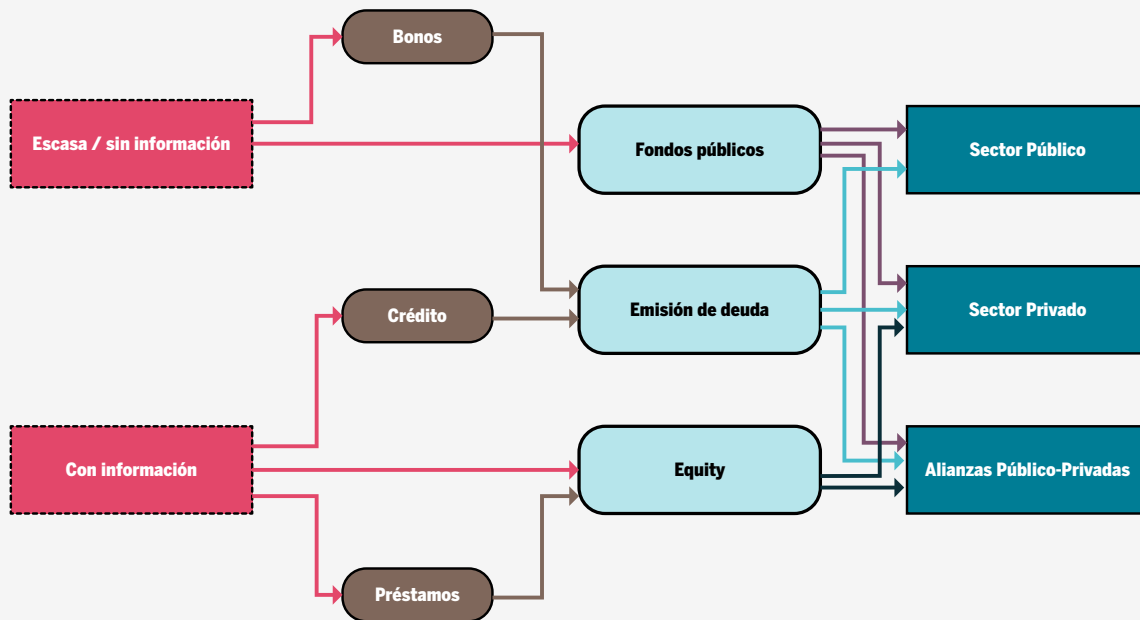 Bonos
Escasa / sin información
Fondos públicos
Sector Público
Crédito
Emisión de deuda
Sector Privado
Con información
Equity
Alianzas Público-Privadas
Préstamos